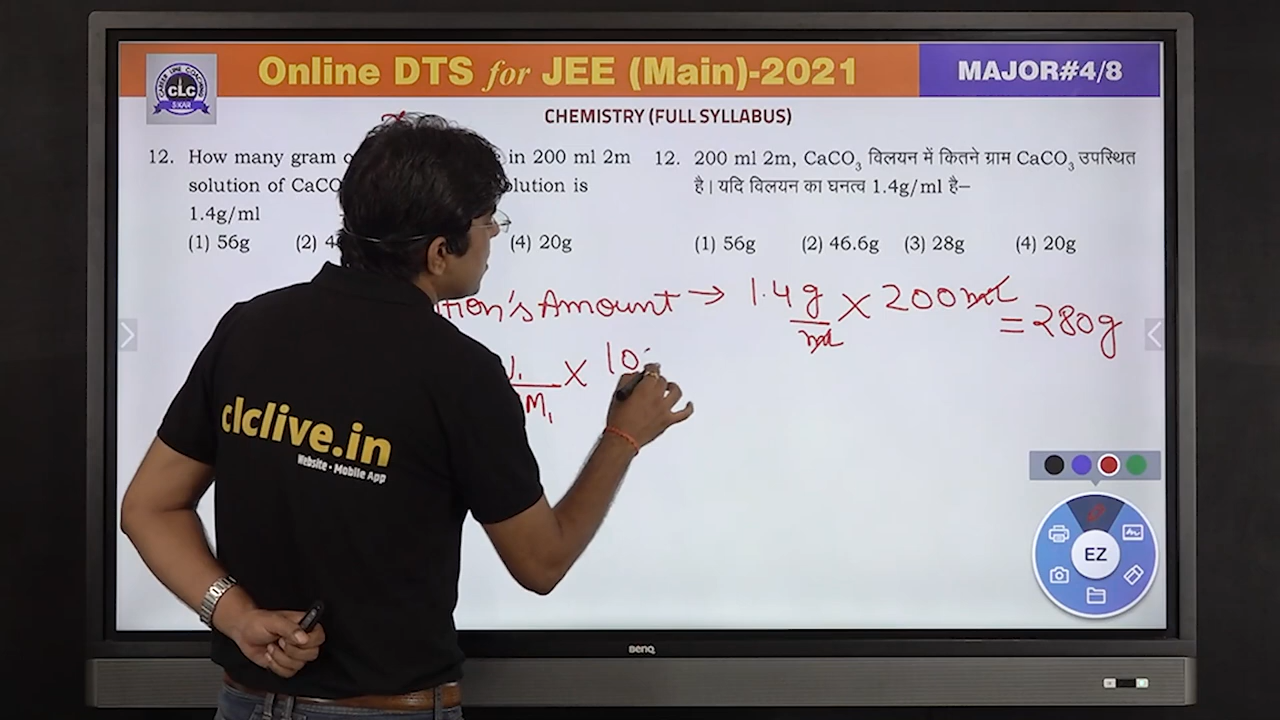 Online DTS for JEE (Main)-2021
MAJOR#4/8
CAREER LINE COACHING
CLC
SIKAR
CHEMISTRY (FULL SYLLABUS)
12. How many gram in 200 ml 2m
solution of CaCO olution is
1.4g/ml
(1) 56g (2) 4 (4) 20g
12. 200 ml 2m, CaCO3 विलयन में कितने ग्राम CaCO3 उपस्थित
है। यदि विलयन का घनत्व 1.4g/ml है–
(1) 56g (2) 46.6g (3) 28g (4) 20g
tion's Amount → 1.4 g/ml × 200 ml = 280g
M1 × 10
clclive.in
Website • Mobile App
EZ
BenQ